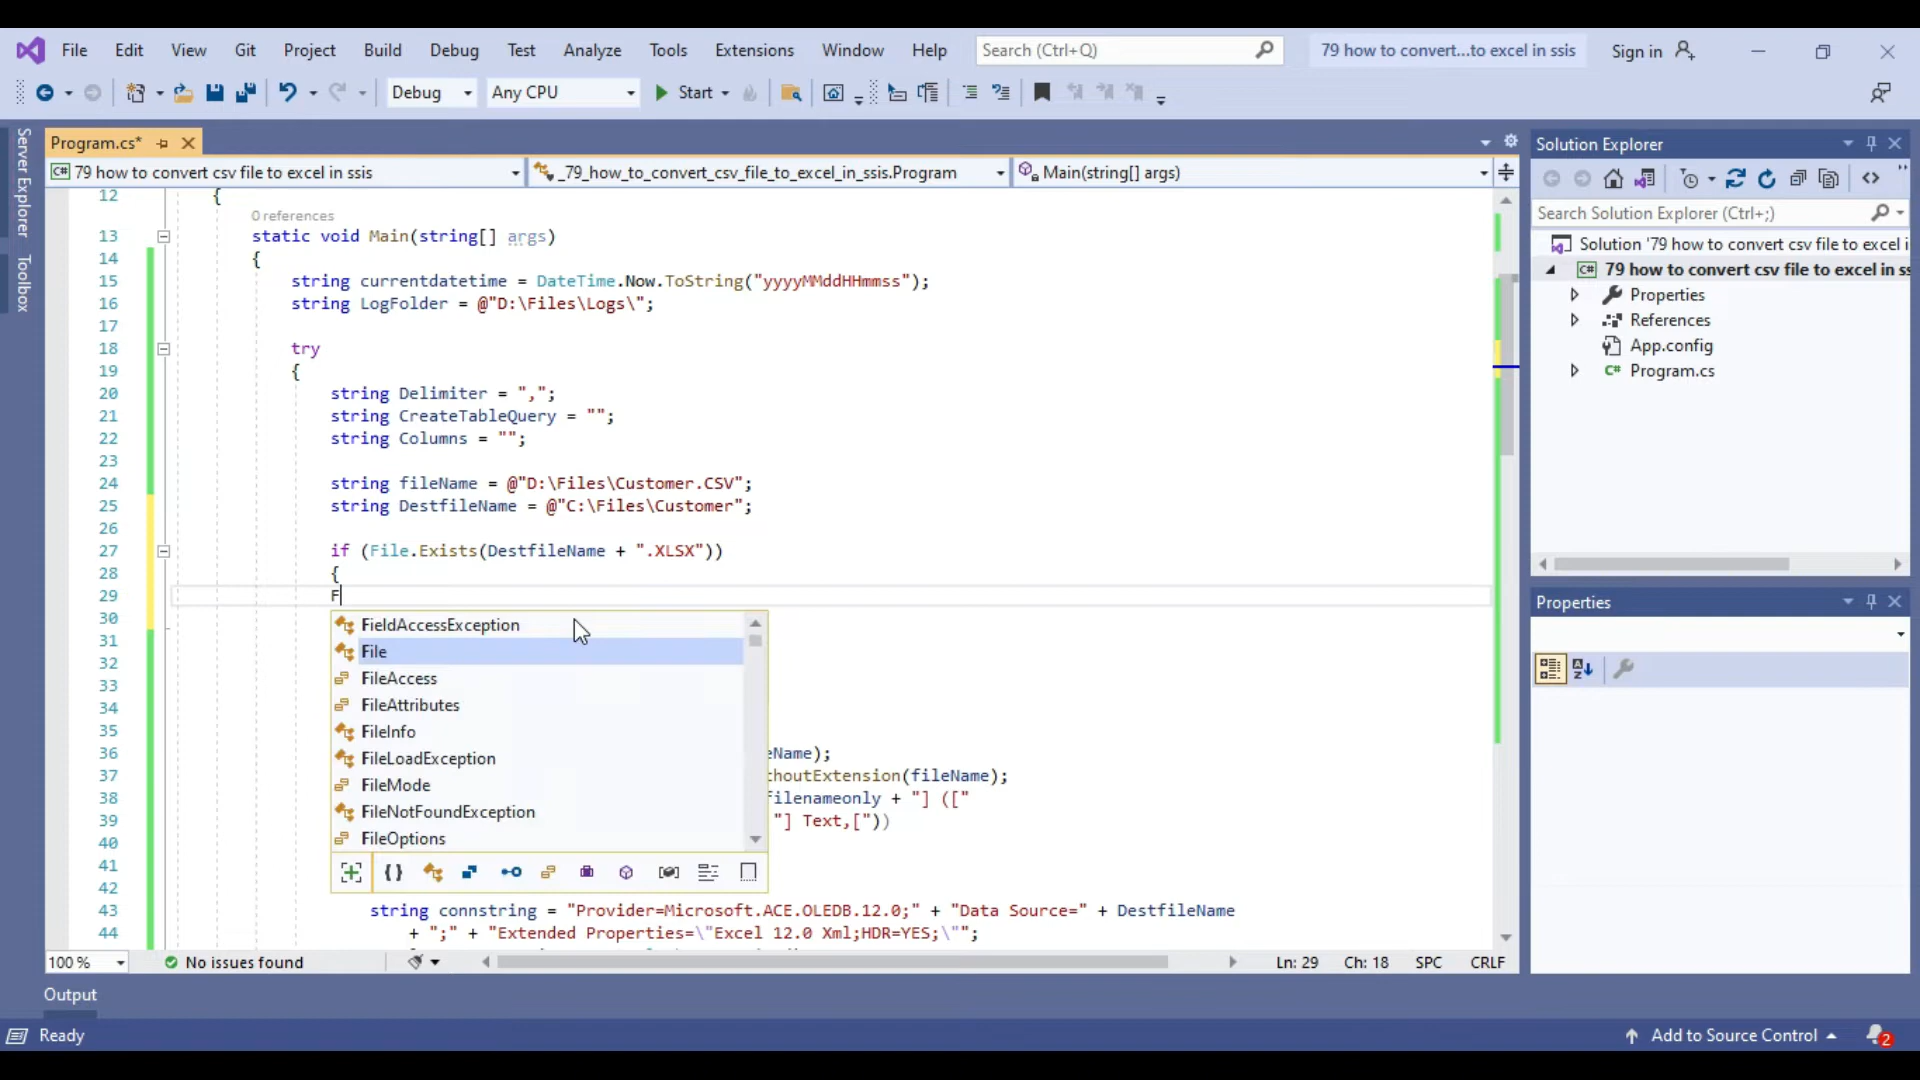 File Edit View Git Project Build Debug Test Analyze Tools Extensions Window Help Search (Ctrl+Q) 79 how to convert...to excel in ssis Sign in
Debug Any CPU Start
Server Explorer
Toolbox
Program.cs*
79 how to convert csv file to excel in ssis _79_how_to_convert_csv_file_to_excel_in_ssis.Program Main(string[] args)
12 {
0 references
13 static void Main(string[] args)
14 {
15 string currentdatetime = DateTime.Now.ToString("yyyyMMddHHmmss");
16 string LogFolder = @"D:\Files\Logs\";
17
18 try
19 {
20 string Delimiter = ",";
21 string CreateTableQuery = "";
22 string Columns = "";
23
24 string fileName = @"D:\Files\Customer.CSV";
25 string DestfileName = @"C:\Files\Customer";
26
27 if (File.Exists(DestfileName + ".XLSX"))
28 {
29 F
30
31
32
33
34
35
36 eName);
37 thoutExtension(fileName);
38 filenameonly + "] (["
39 "] Text,["))
40
41
42
43 string connstring = "Provider=Microsoft.ACE.OLEDB.12.0;" + "Data Source=" + DestfileName
44 + ";" + "Extended Properties=\"Excel 12.0 Xml;HDR=YES;\"";
FieldAccessException
File
FileAccess
FileAttributes
FileInfo
FileLoadException
FileMode
FileNotFoundException
FileOptions
100 % No issues found Ln: 29 Ch: 18 SPC CRLF
Solution Explorer
Search Solution Explorer (Ctrl+;)
Solution '79 how to convert csv file to excel i
C# 79 how to convert csv file to excel in ss
Properties
References
App.config
C# Program.cs
Properties
Output
Ready Add to Source Control 2